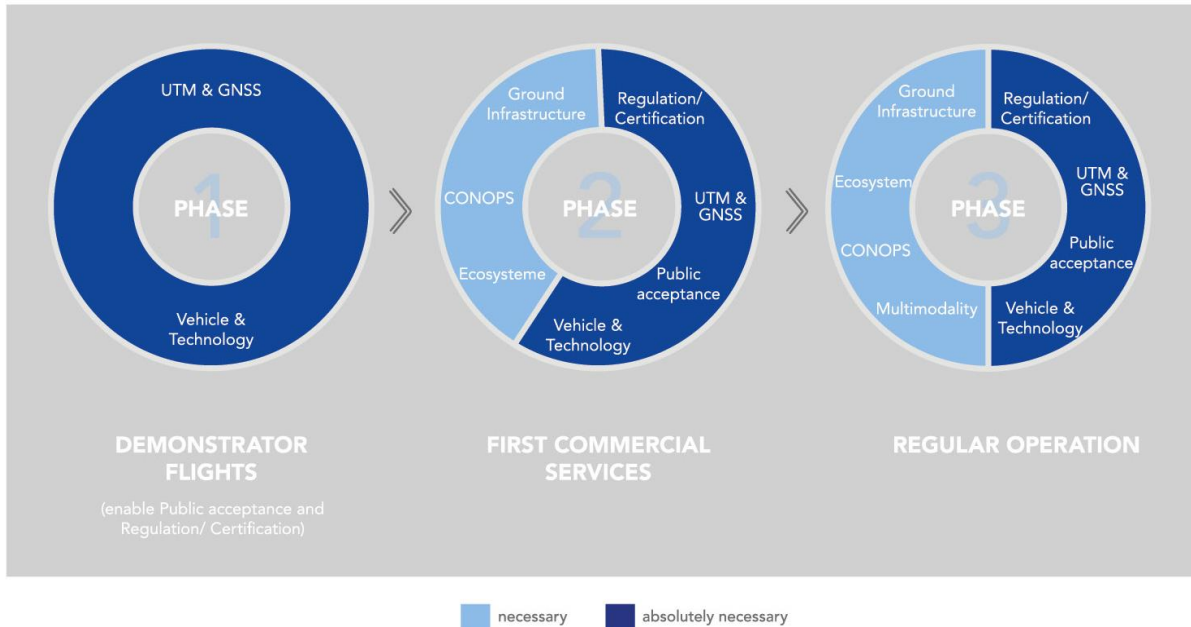 UTM & GNSS
1
PHASE
Vehicle &
Technology
Ground
Infrastructure
Regulation/
Certification
CONOPS
2
PHASE
UTM &
GNSS
Ecosysteme
Public
acceptance
Vehicle &
Technology
Ground
Infrastructure
Regulation/
Certification
Ecosystem
3
PHASE
UTM &
GNSS
CONOPS
Public
acceptance
Multimodality
Vehicle &
Technology
DEMONSTRATOR
FLIGHTS
(enable Public acceptance and
Regulation/ Certification)
FIRST COMMERCIAL
SERVICES
REGULAR OPERATION
necessary
absolutely necessary